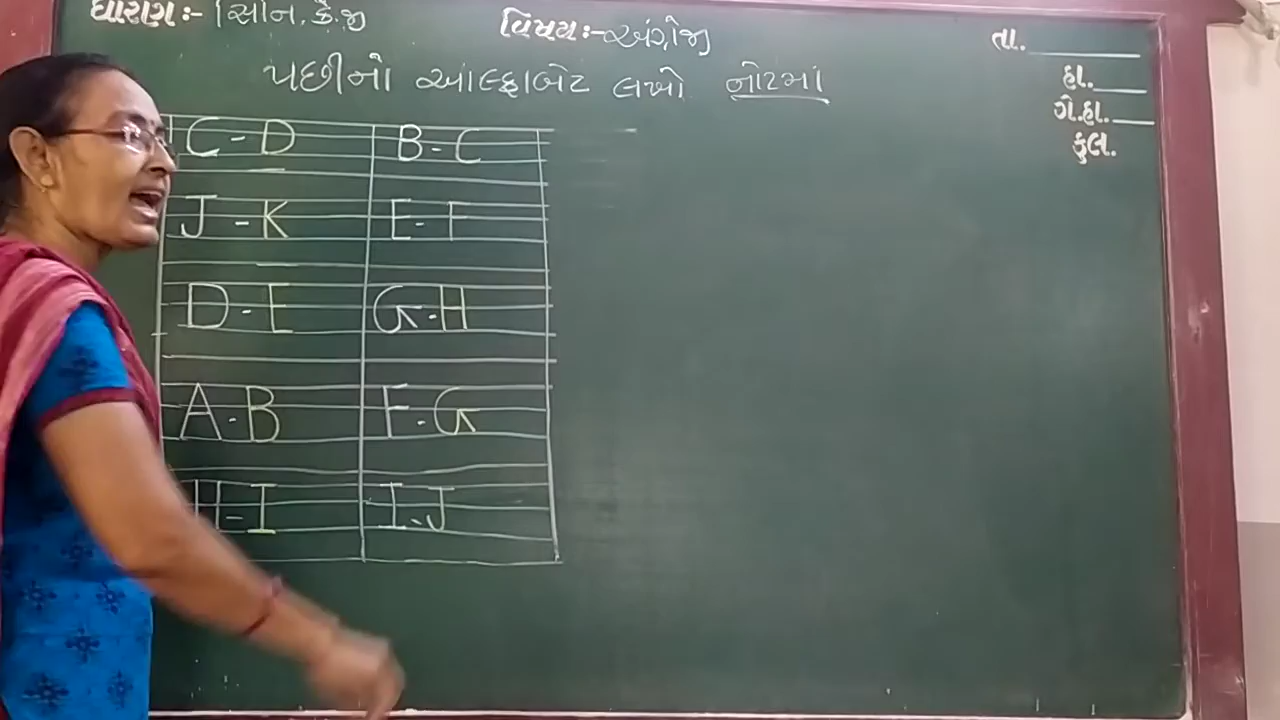 ધોરણ:- સિનિ. કે.જી
વિષય:- અંગ્રેજી
તા.
હા.
ગે.હા.
કુલ.
પછીનો આલ્ફાબેટ લખો નોટમાં
C-D B-C
J-K E-F
D-E G-H
A-B F-G
H-I I-J